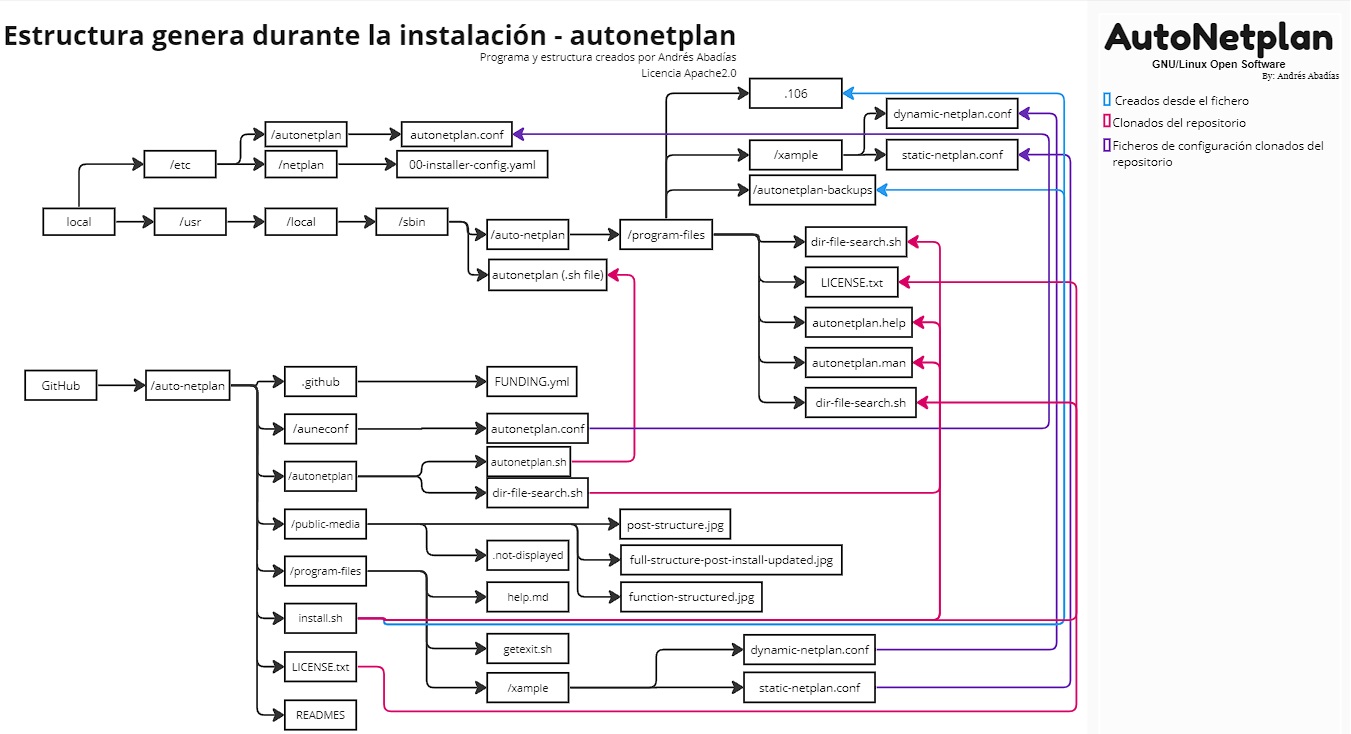 Estructura genera durante la instalación - autonetplan
Programa y estructura creados por Andrés Abadías
Licencia Apache2.0
AutoNetplan
GNU/Linux Open Software
By: Andrés Abadías
Creados desde el fichero
Clonados del repositorio
Ficheros de configuración clonados del
repositorio
.106
dynamic-netplan.conf
/autonetplan
autonetplan.conf
/etc
/netplan
00-installer-config.yaml
/xample
static-netplan.conf
/autonetplan-backups
local
/usr
/local
/sbin
/auto-netplan
/program-files
autonetplan (.sh file)
dir-file-search.sh
LICENSE.txt
autonetplan.help
autonetplan.man
dir-file-search.sh
GitHub
/auto-netplan
.github
FUNDING.yml
/auneconf
autonetplan.conf
/autonetplan
autonetplan.sh
dir-file-search.sh
/public-media
post-structure.jpg
.not-displayed
full-structure-post-install-updated.jpg
/program-files
help.md
function-structured.jpg
install.sh
getexit.sh
dynamic-netplan.conf
LICENSE.txt
/xample
static-netplan.conf
READMES